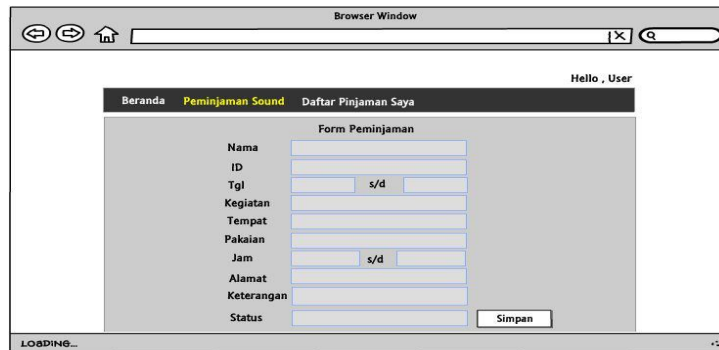 Browser Window
Hello , User
Beranda Peminjaman Sound Daftar Pinjaman Saya
Form Peminjaman
Nama
ID
Tgl s/d
Kegiatan
Tempat
Pakaian
Jam s/d
Alamat
Keterangan
Status Simpan
LOADING...